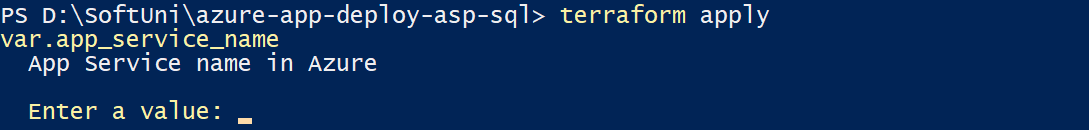 PS D:\SoftUni\azure-app-deploy-asp-sql> terraform apply
var.app_service_name
App Service name in Azure
Enter a value: